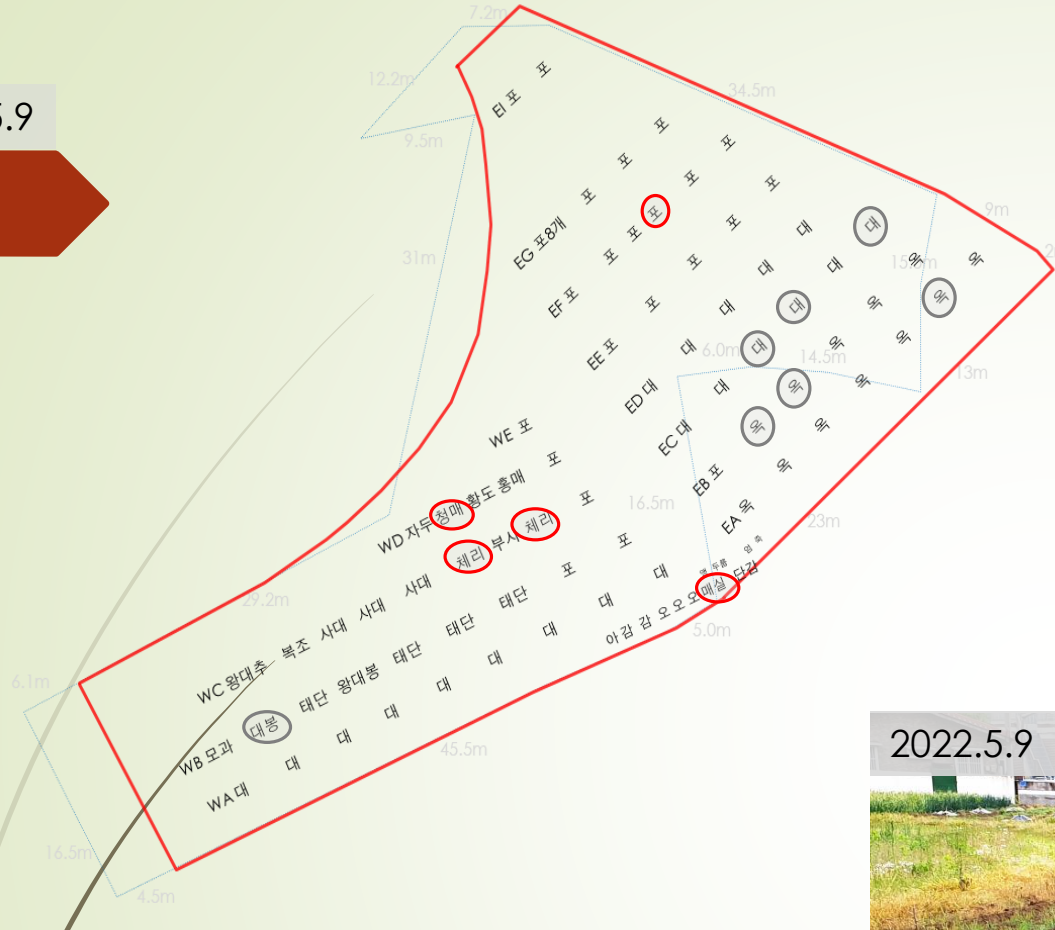 5.9
7.2m
12.2m
9.5m
34.5m
9m
31m
15.5m
6.0m
14.5m
13m
16.5m
23m
29.2m
5.0m
6.1m
45.5m
16.5m
4.5m
EI 포 포
EG 포8개 포 포 포
EF 포 포 포 포 포 포
EE 포 포 포 포 포
ED 대 대 대 대 대
EC 대 대 대 대 대 대
EB 포 옥 옥 옥 옥 옥
EA 옥 옥 옥 옥 옥 옥 옥
WE 포
WD 자두 청매 황도 홍매 포
WC 왕대추 복조 사대 사대 사대 체리 부사 체리 포
WB 모과 대봉 태단 왕대봉 태단 태단 태단 포 포
WA 대 대 대 대 대 대 대 대 대
아 감 감 오 오 오 매실 단감
두릅
2022.5.9